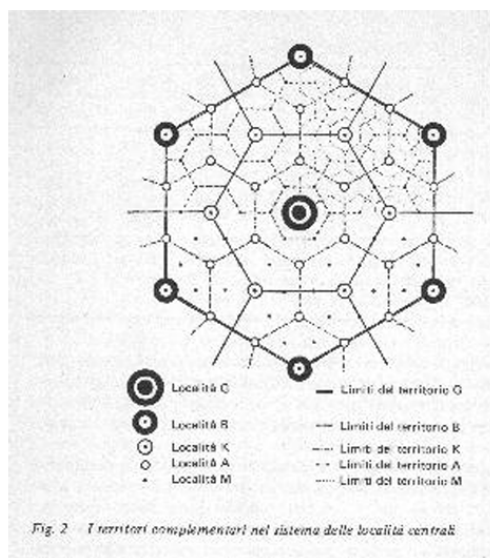 Località G
Località B
Località K
Località A
Località M
Limiti del territorio G
Limiti del territorio B
Limiti del territorio K
Limiti del territorio A
Limiti del territorio M
Fig. 2 I territori complementari nel sistema delle località centrali